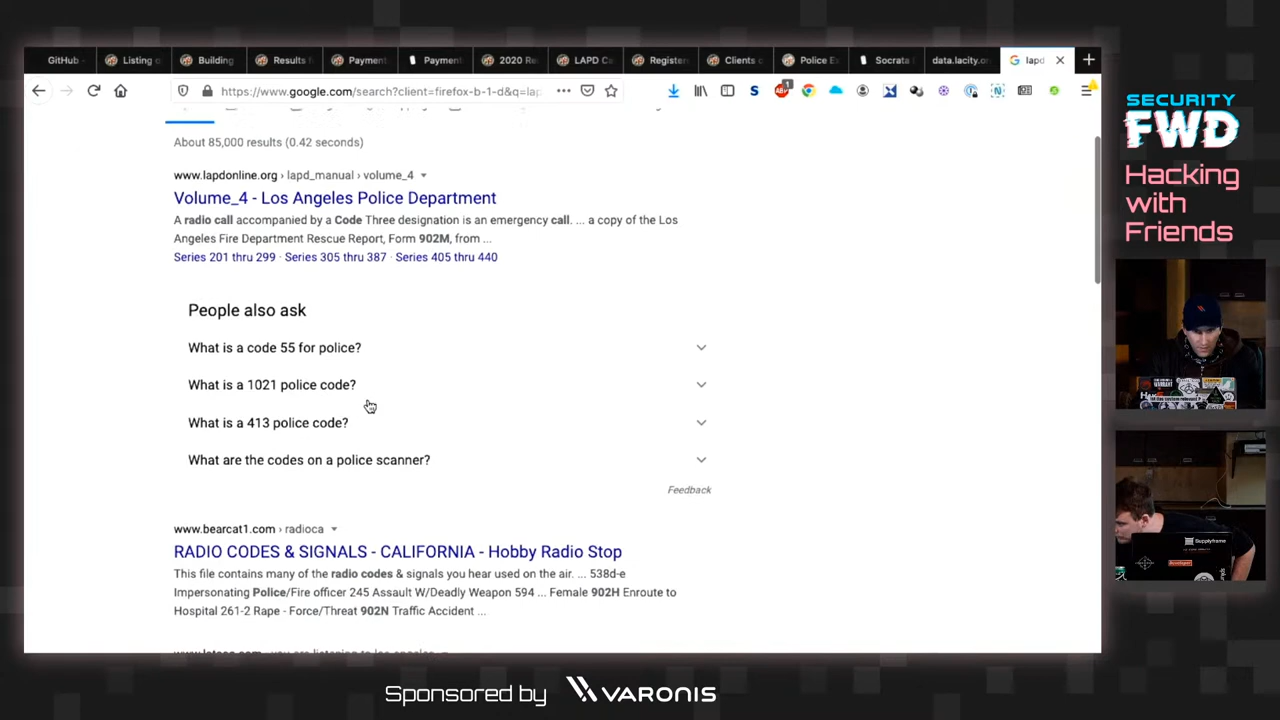 GitHub
Listing o
Building
Results f
Payment
Payment
2020 Re
LAPD Ca
Register
Clients c
Police Ex
Socrata
data.lacity.or
lapd
https://www.google.com/search?client=firefox-b-1-d&q=lap
1
About 85,000 results (0.42 seconds)
www.lapdonline.org › lapd_manual › volume_4
Volume_4 - Los Angeles Police Department
A radio call accompanied by a Code Three designation is an emergency call. ... a copy of the Los
Angeles Fire Department Rescue Report, Form 902M, from ...
Series 201 thru 299 · Series 305 thru 387 · Series 405 thru 440
People also ask
What is a code 55 for police?
What is a 1021 police code?
What is a 413 police code?
What are the codes on a police scanner?
Feedback
www.bearcat1.com › radioca
RADIO CODES & SIGNALS - CALIFORNIA - Hobby Radio Stop
This file contains many of the radio codes & signals you hear used on the air. ... 538d-e
Impersonating Police/Fire officer 245 Assault W/Deadly Weapon 594 ... Female 902H Enroute to
Hospital 261-2 Rape - Force/Threat 902N Traffic Accident ...
SECURITY
FWD
Hacking
with
Friends
Supplyframe
Sponsored by VARONIS